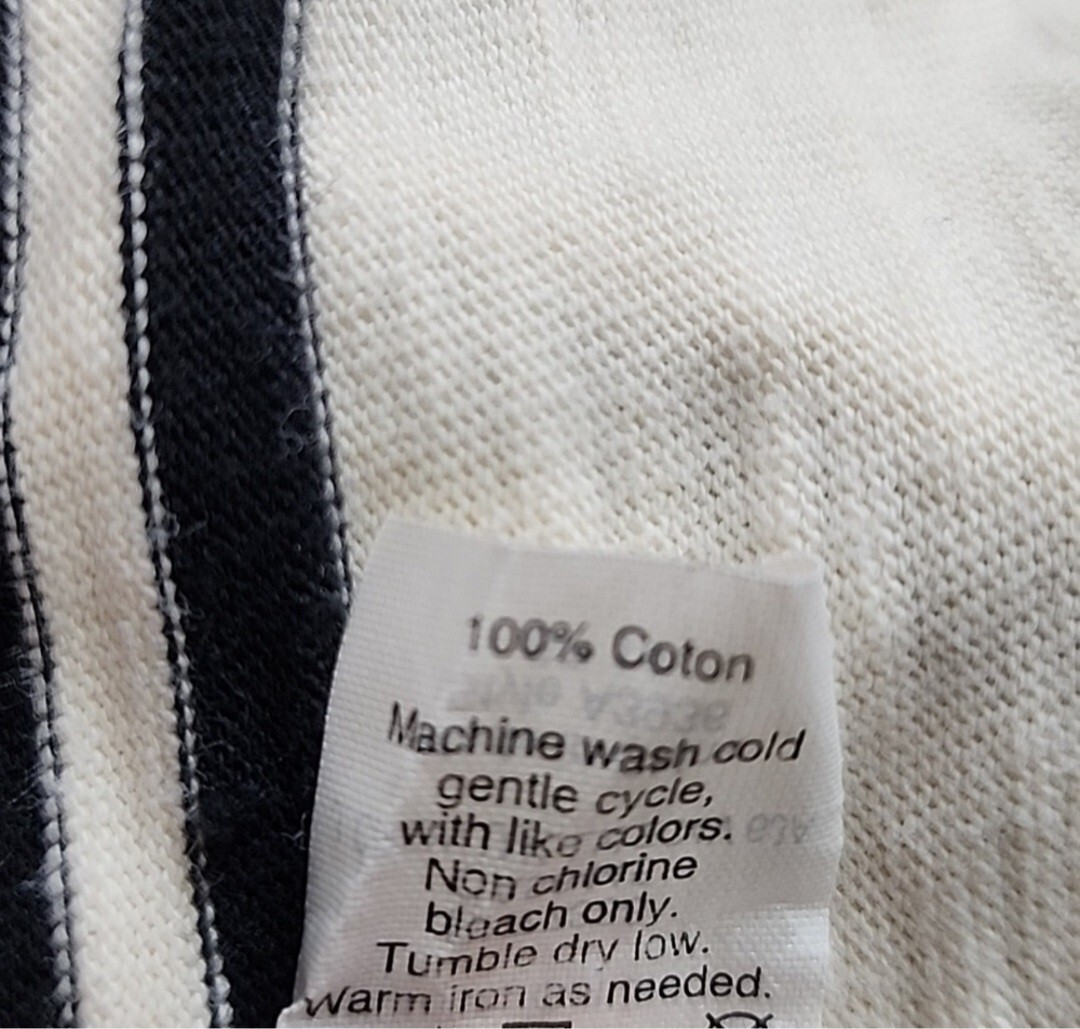 100% Coton
Machine wash cold
gentle cycle,
with like colors.
Non chlorine
bleach only.
Tumble dry low.
Warm iron as needed.